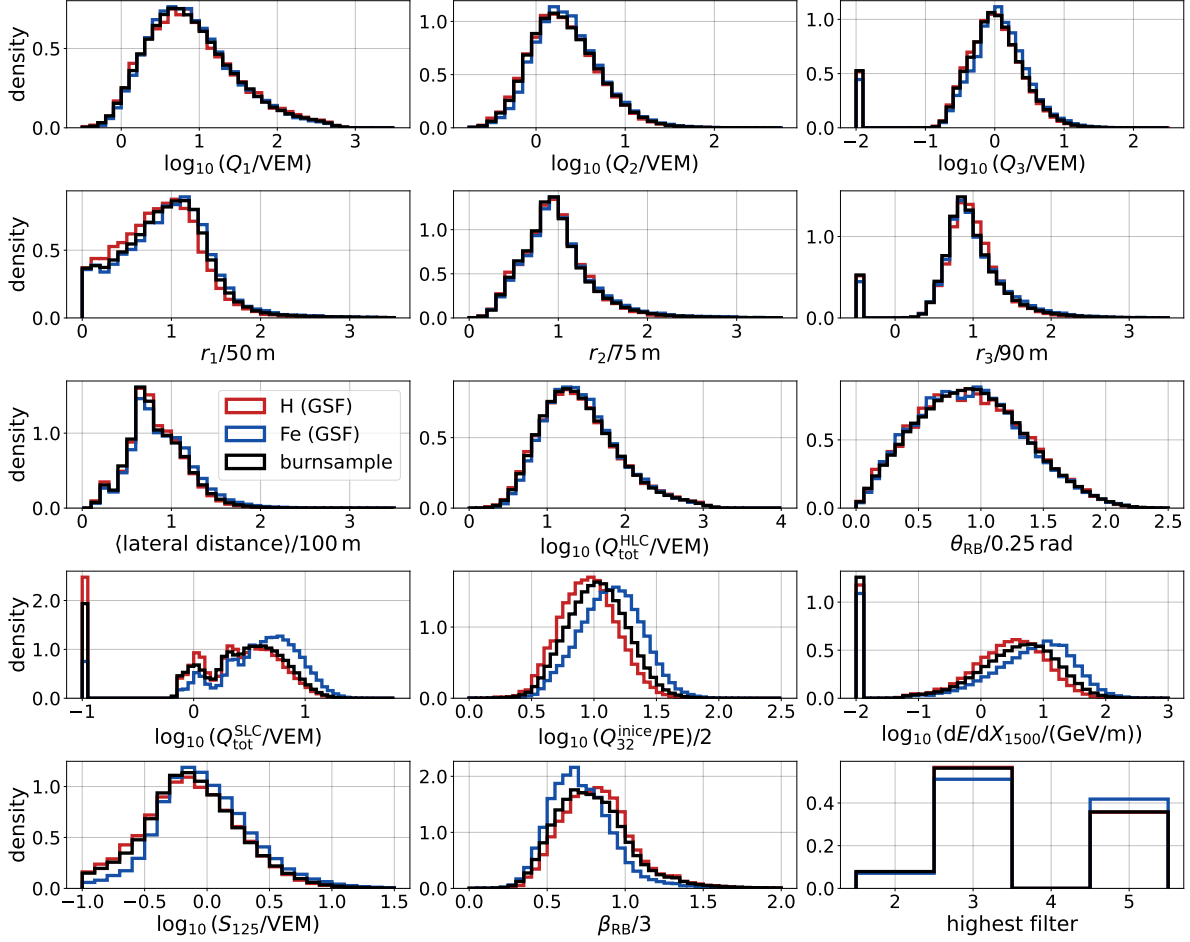 density
0.5
0.0
0 1 2 3
log₁₀ (Q₁/VEM)
1.0
0.5
0.0
0 1 2
log₁₀ (Q₂/VEM)
1.0
0.5
0.0
−2 −1 0 1 2
log₁₀ (Q₃/VEM)
density
0.5
0.0
0 1 2 3
r₁/50 m
1.0
0.5
0.0
0 1 2 3
r₂/75 m
1.0
0.0
0 1 2 3
r₃/90 m
density
1.0
0.0
0 1 2 3
⟨lateral distance⟩/100 m
H (GSF)
Fe (GSF)
burnsample
0.5
0.0
0 1 2 3 4
log₁₀ (Q_tot^HLC/VEM)
0.5
0.0
0.0 0.5 1.0 1.5 2.0 2.5
θ_RB/0.25 rad
density
2.0
1.0
0.0
−1 0 1
log₁₀ (Q_tot^SLC/VEM)
1.0
0.0
0.0 0.5 1.0 1.5 2.0 2.5
log₁₀ (Q_32^inice/PE)/2
1.0
0.5
0.0
−2 −1 0 1 2 3
log₁₀ (dE/dX₁₅₀₀/(GeV/m))
density
1.0
0.5
0.0
−1.0 −0.5 0.0 0.5 1.0 1.5
log₁₀ (S₁₂₅/VEM)
2.0
1.0
0.0
0.0 0.5 1.0 1.5 2.0
β_RB/3
0.4
0.2
0.0
2 3 4 5
highest filter